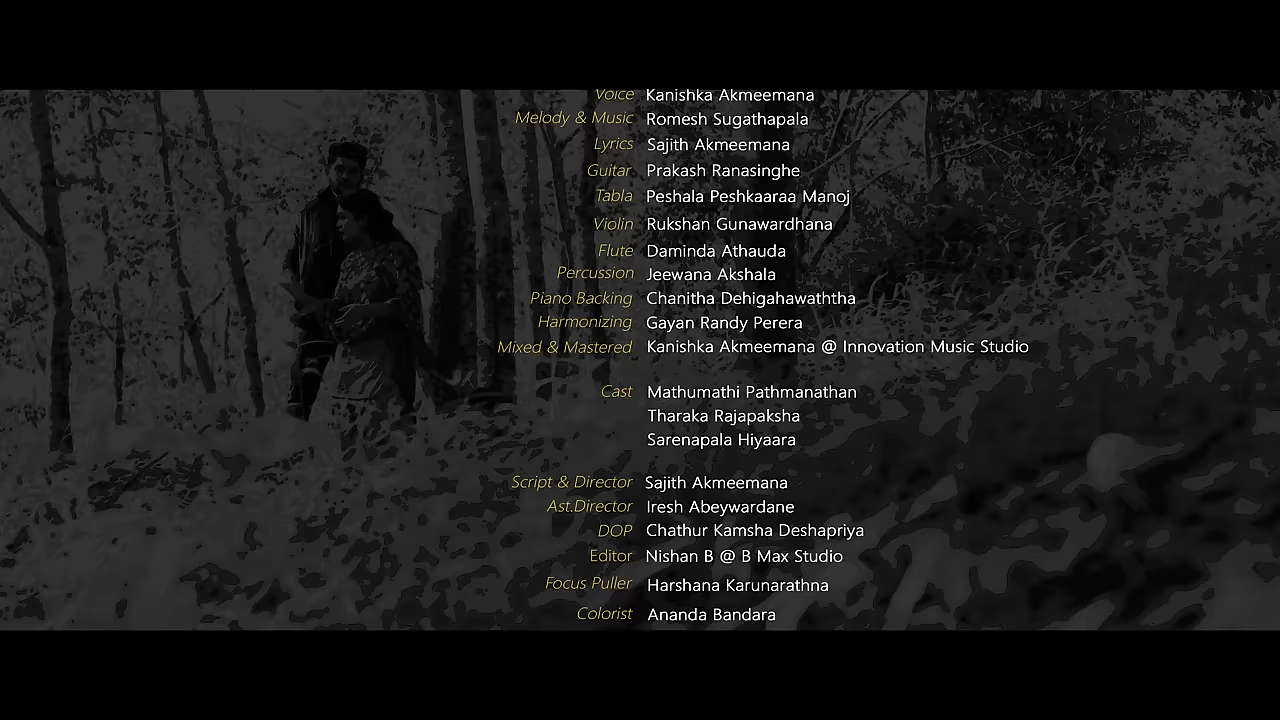 Voice Kanishka Akmeemana
Melody & Music Romesh Sugathapala
Lyrics Sajith Akmeemana
Guitar Prakash Ranasinghe
Tabla Peshala Peshkaaraa Manoj
Violin Rukshan Gunawardhana
Flute Daminda Athauda
Percussion Jeewana Akshala
Piano Backing Chanitha Dehigahawaththa
Harmonizing Gayan Randy Perera
Mixed & Mastered Kanishka Akmeemana @ Innovation Music Studio
Cast Mathumathi Pathmanathan
Tharaka Rajapaksha
Sarenapala Hiyaara
Script & Director Sajith Akmeemana
Ast.Director Iresh Abeywardane
DOP Chathur Kamsha Deshapriya
Editor Nishan B @ B Max Studio
Focus Puller Harshana Karunarathna
Colorist Ananda Bandara